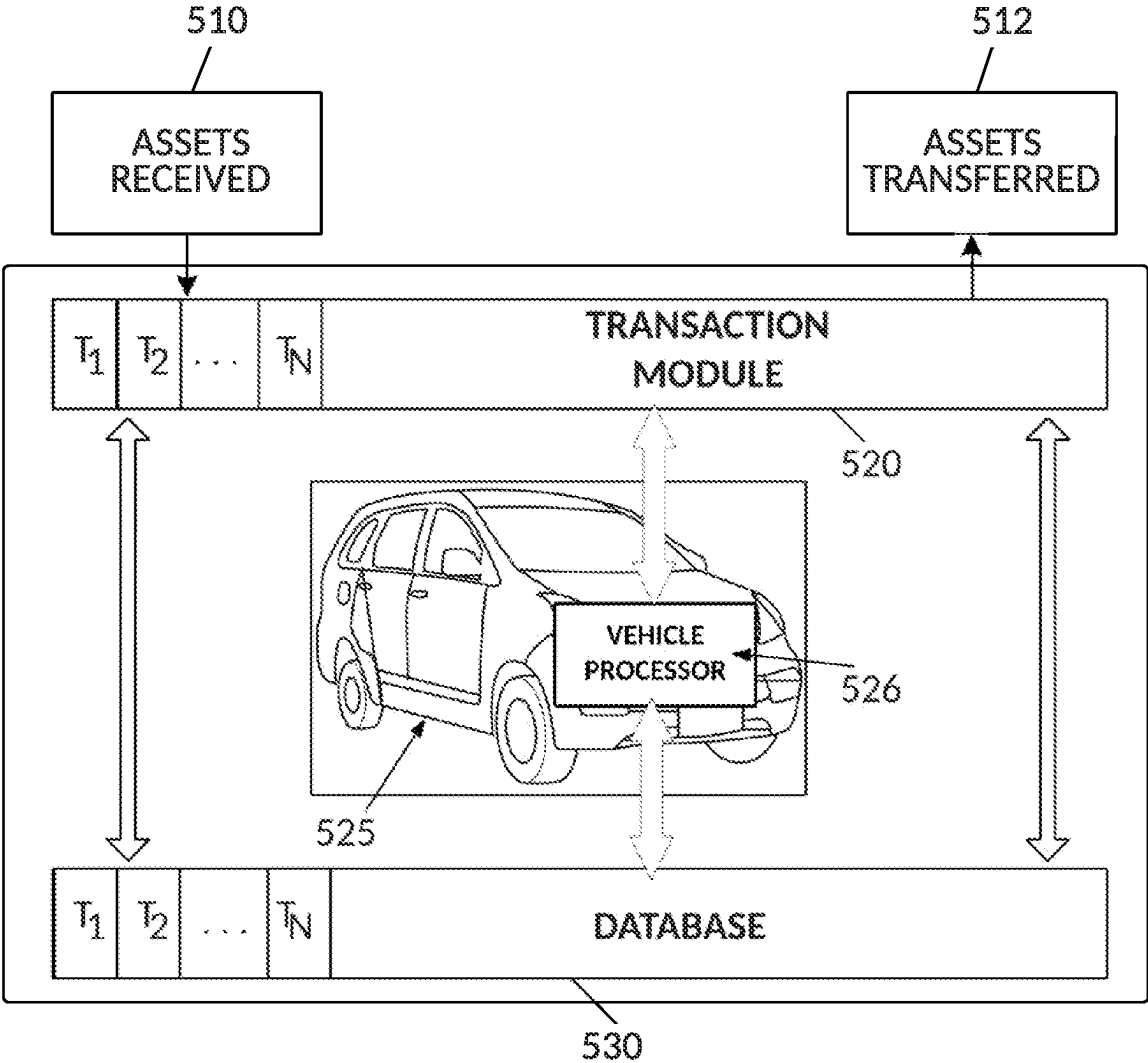 510
512
ASSETS
RECEIVED
ASSETS
TRANSFERRED
T1 T2 ... TN
TRANSACTION
MODULE
520
VEHICLE
PROCESSOR
526
525
T1 T2 ... TN
DATABASE
530